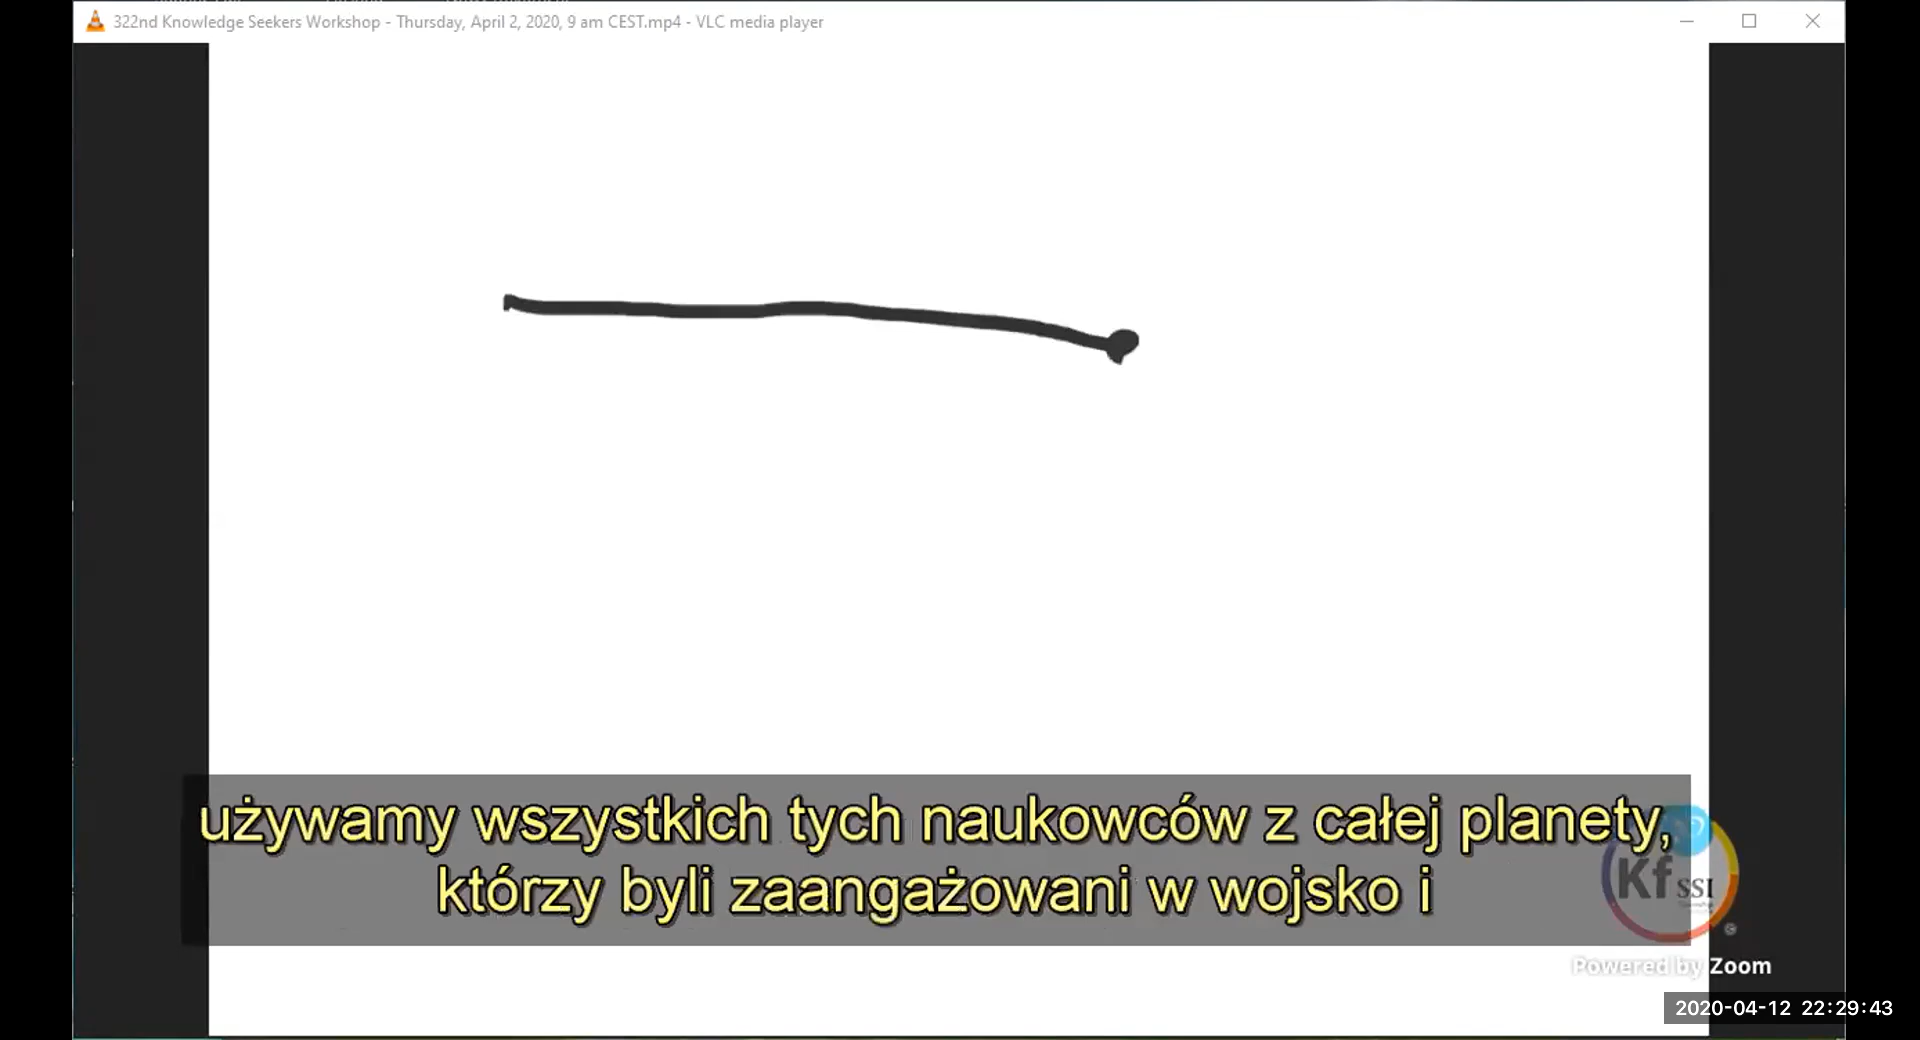 322nd Knowledge Seekers Workshop - Thursday, April 2, 2020, 9 am CEST.mp4 - VLC media player
używamy wszystkich tych naukowców z całej planety,
którzy byli zaangażowani w wojsko i
Kf SSI
Powered by Zoom
2020-04-12 22:29:43